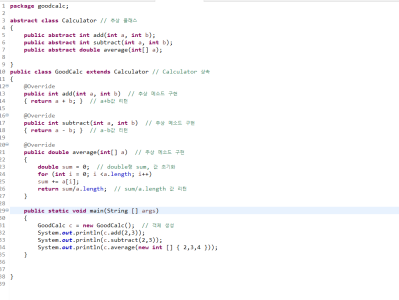 1 package goodcalc;
2
3 abstract class Calculator // 추상 클래스
4 {
5 public abstract int add(int a, int b);
6 public abstract int subtract(int a, int b);
7 public abstract double average(int[] a);
8
9 }
10 public class GoodCalc extends Calculator // Calculator 상속
11 {
12 @Override
13 public int add(int a, int b) // 추상 메소드 구현
14 { return a + b; } // a+b값 리턴
15
16 @Override
17 public int subtract(int a, int b) // 추상 메소드 구현
18 { return a - b; } // a-b값 리턴
19
20 @Override
21 public double average(int[] a) // 추상 메소드 구현
22 {
23 double sum = 0; // double형 sum, 값 초기화
24 for (int i = 0; i <a.length; i++)
25 sum += a[i];
26 return sum/a.length; // sum/a.length 값 리턴
27 }
28
29 public static void main(String [] args)
30 {
31 GoodCalc c = new GoodCalc(); // 객체 생성
32 System.out.println(c.add(2,3));
33 System.out.println(c.subtract(2,3));
34 System.out.println(c.average(new int [] { 2,3,4 }));
35 }
36
37
38 }
39